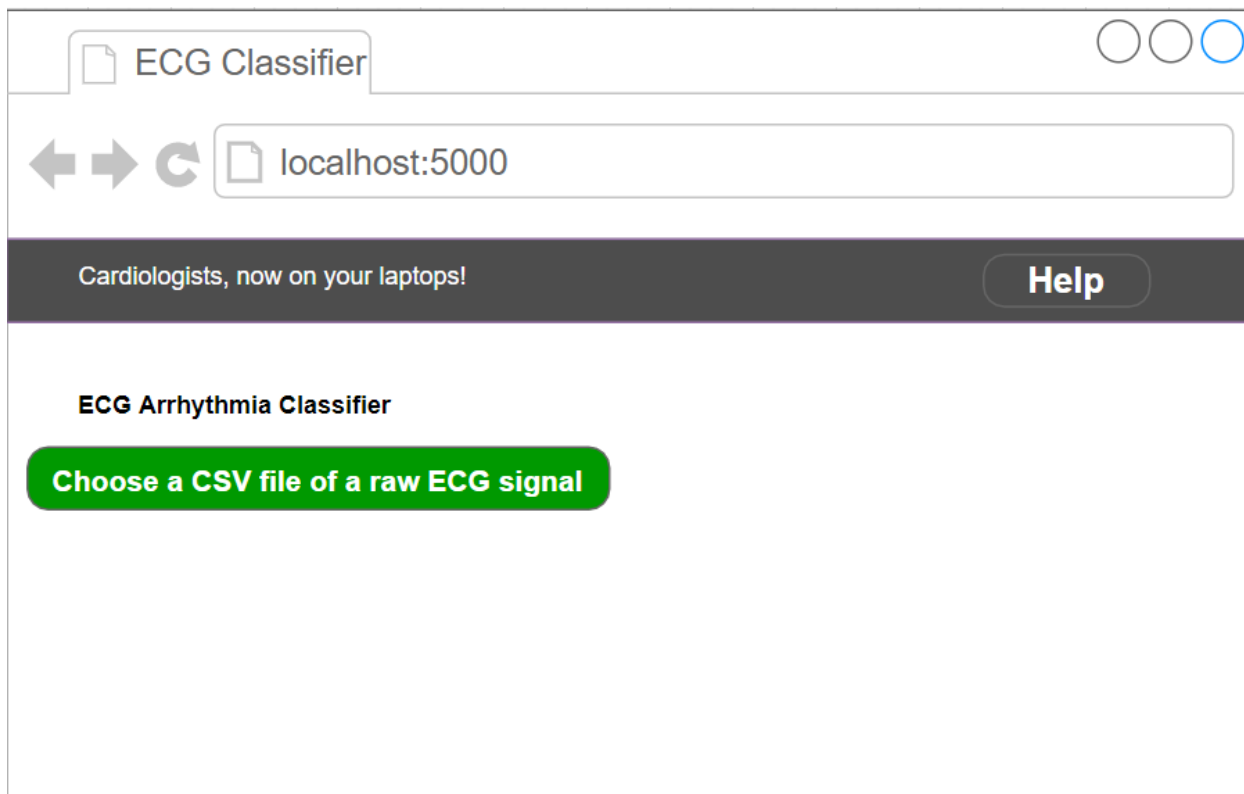 ECG Classifier
localhost:5000
Cardiologists, now on your laptops!
Help
ECG Arrhythmia Classifier
Choose a CSV file of a raw ECG signal